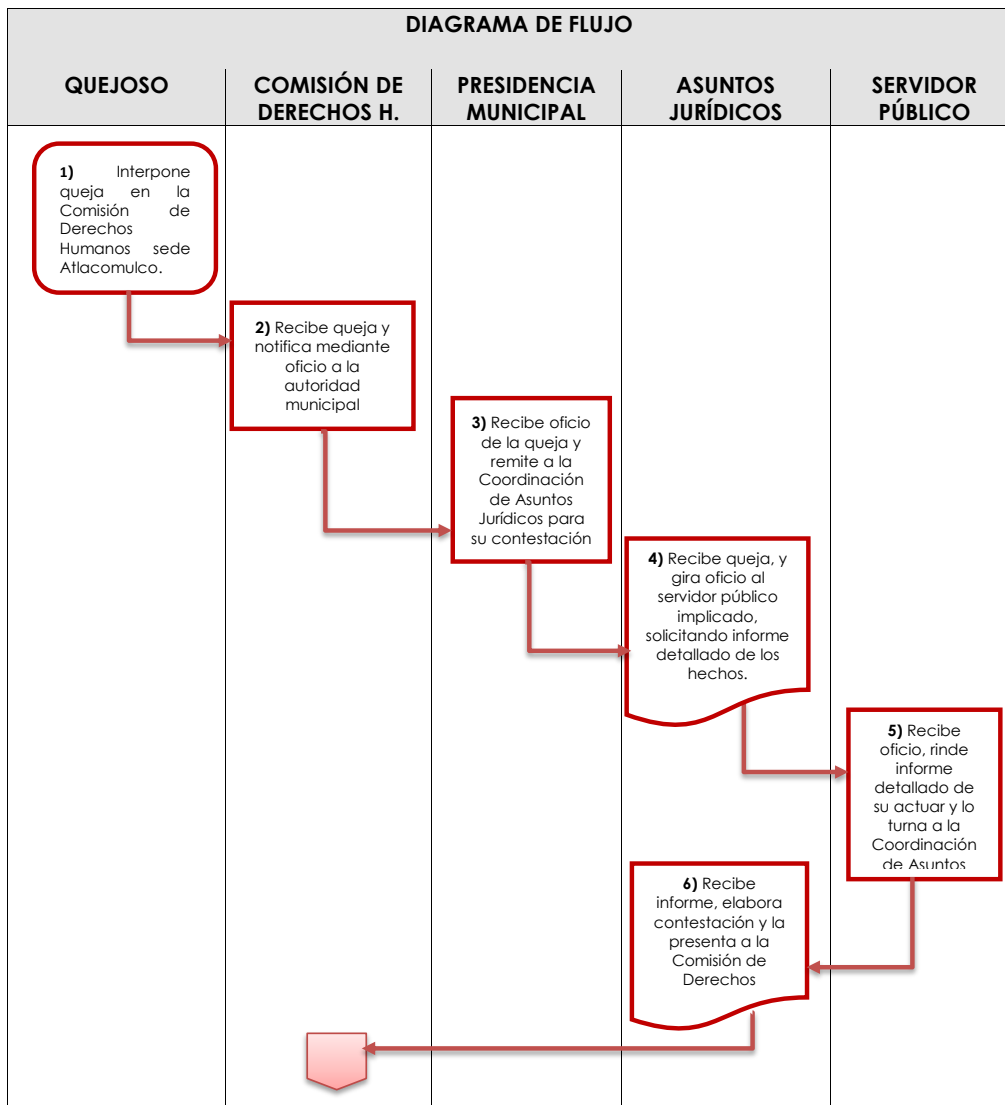 DIAGRAMA DE FLUJO
QUEJOSO
COMISIÓN DE
DERECHOS H.
PRESIDENCIA
MUNICIPAL
ASUNTOS
JURÍDICOS
SERVIDOR
PÚBLICO
1) Interpone
queja en la
Comisión de
Derechos
Humanos sede
Atlacomulco.
2) Recibe queja y
notifica mediante
oficio a la
autoridad
municipal
3) Recibe oficio
de la queja y
remite a la
Coordinación
de Asuntos
Jurídicos para
su contestación
4) Recibe queja, y
gira oficio al
servidor público
implicado,
solicitando informe
detallado de los
hechos.
5) Recibe
oficio, rinde
informe
detallado de
su actuar y lo
turna a la
Coordinación
de Asuntos
6) Recibe
informe, elabora
contestación y la
presenta a la
Comisión de
Derechos